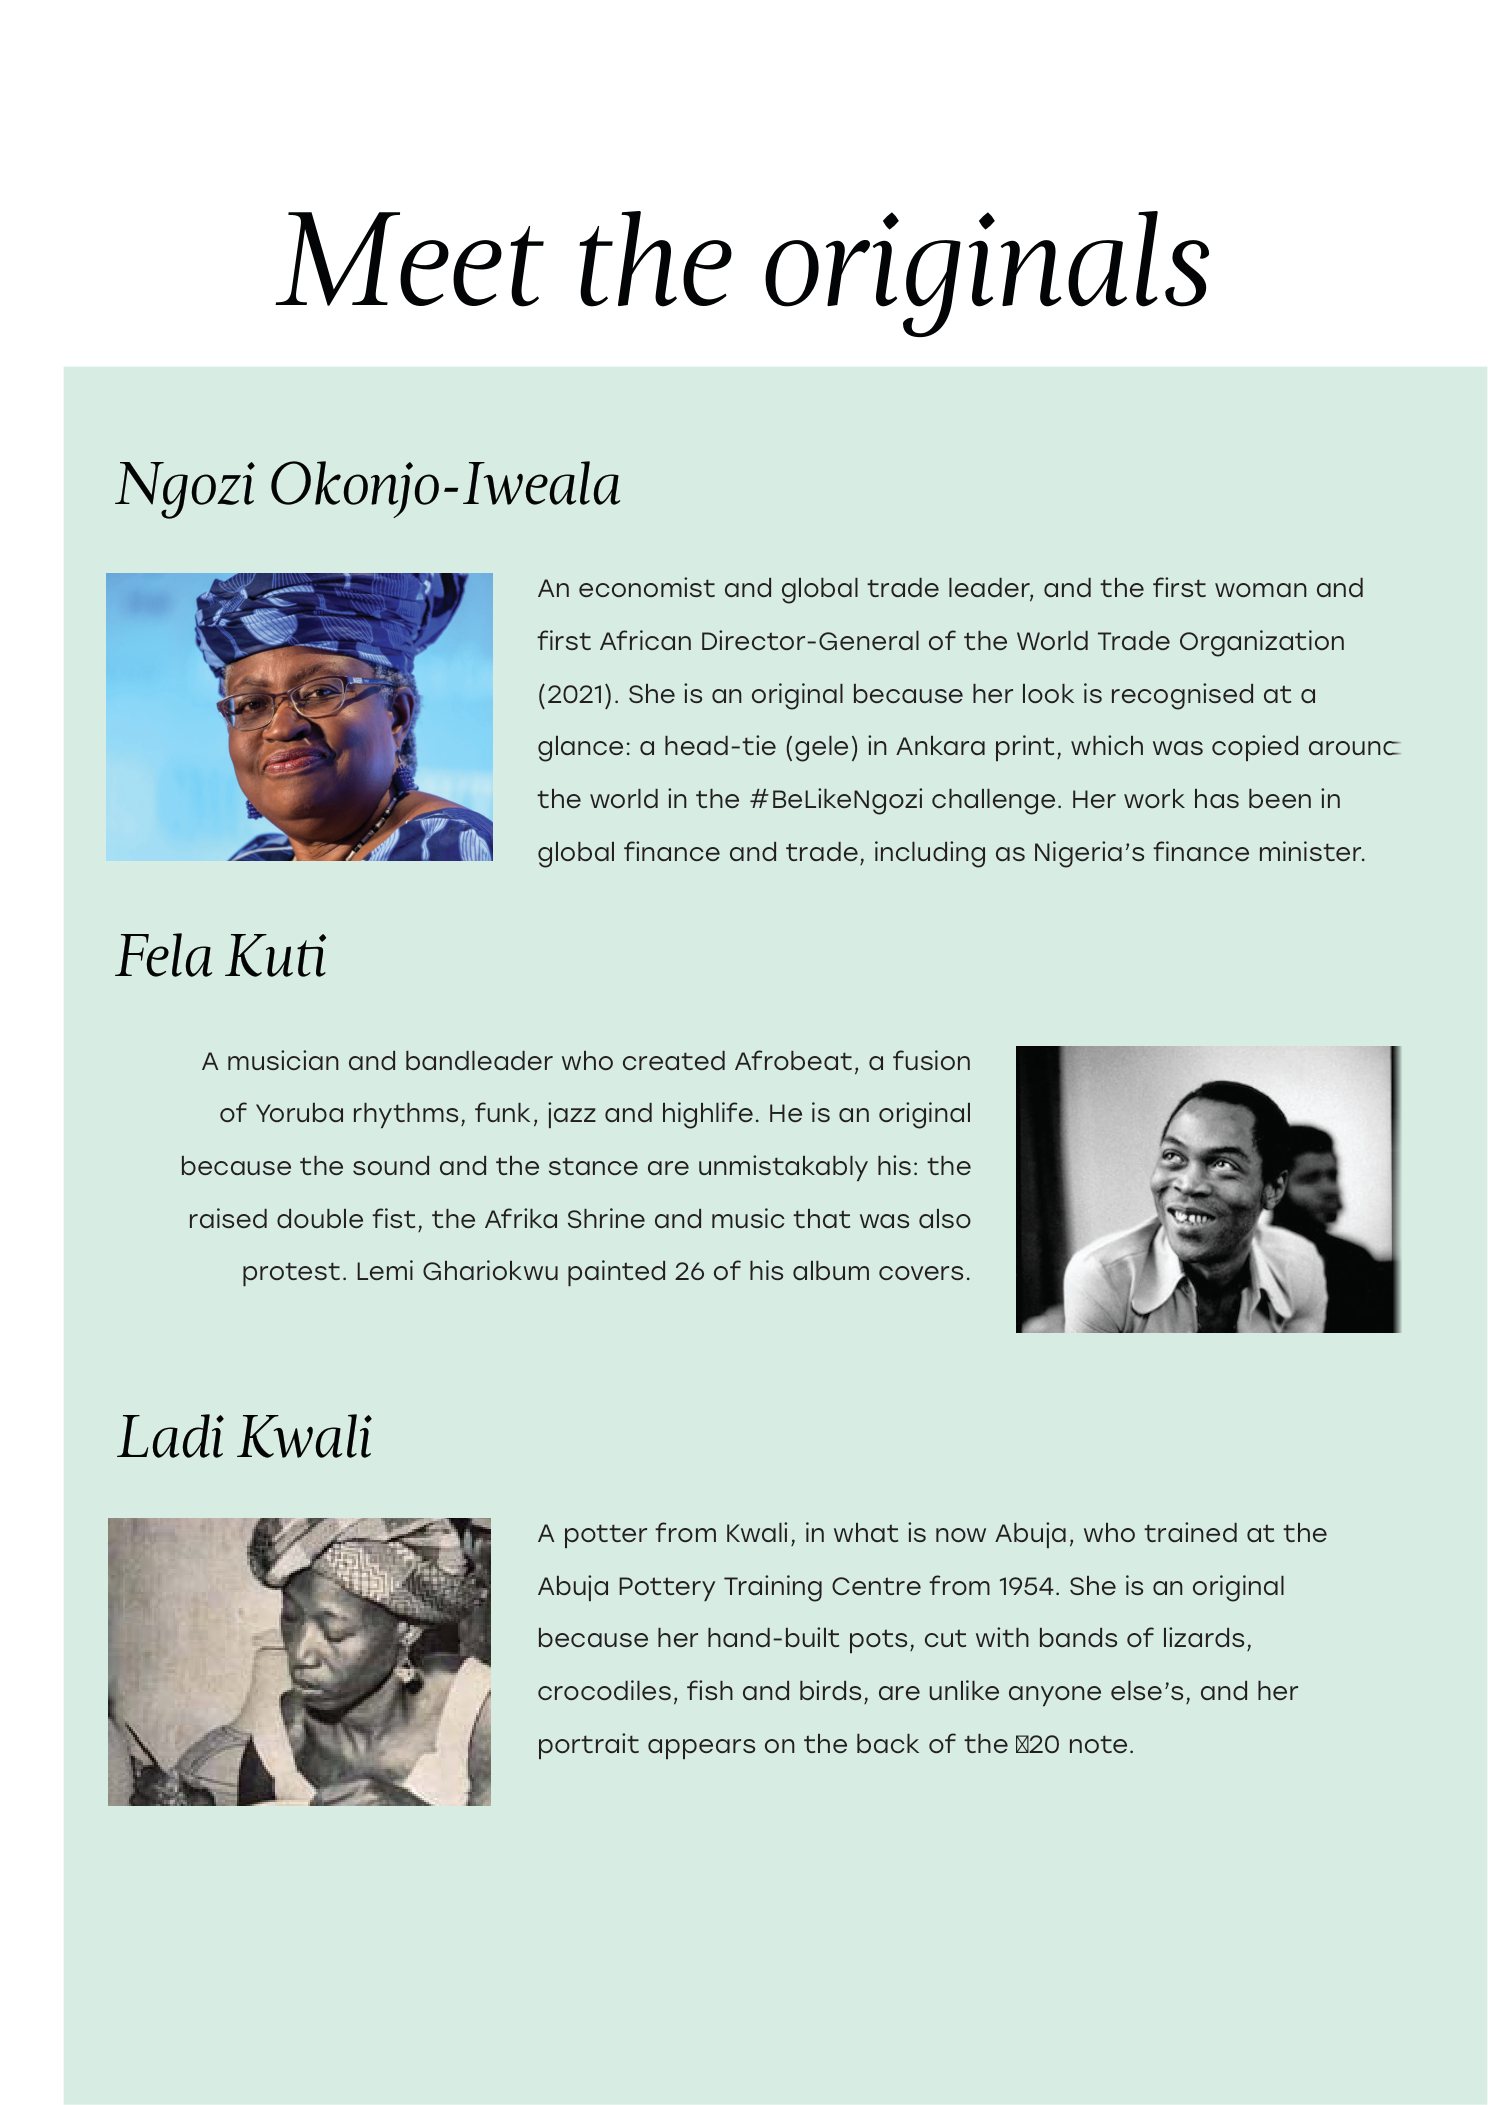 Meet the originals
Ngozi Okonjo-Iweala
An economist and global trade leader, and the first woman and
first African Director-General of the World Trade Organization
(2021). She is an original because her look is recognised at a
glance: a head-tie (gele) in Ankara print, which was copied around
the world in the #BeLikeNgozi challenge. Her work has been in
global finance and trade, including as Nigeria’s finance minister.
Fela Kuti
A musician and bandleader who created Afrobeat, a fusion
of Yoruba rhythms, funk, jazz and highlife. He is an original
because the sound and the stance are unmistakably his: the
raised double fist, the Afrika Shrine and music that was also
protest. Lemi Ghariokwu painted 26 of his album covers.
Ladi Kwali
A potter from Kwali, in what is now Abuja, who trained at the
Abuja Pottery Training Centre from 1954. She is an original
because her hand-built pots, cut with bands of lizards,
crocodiles, fish and birds, are unlike anyone else’s, and her
portrait appears on the back of the 20 note.